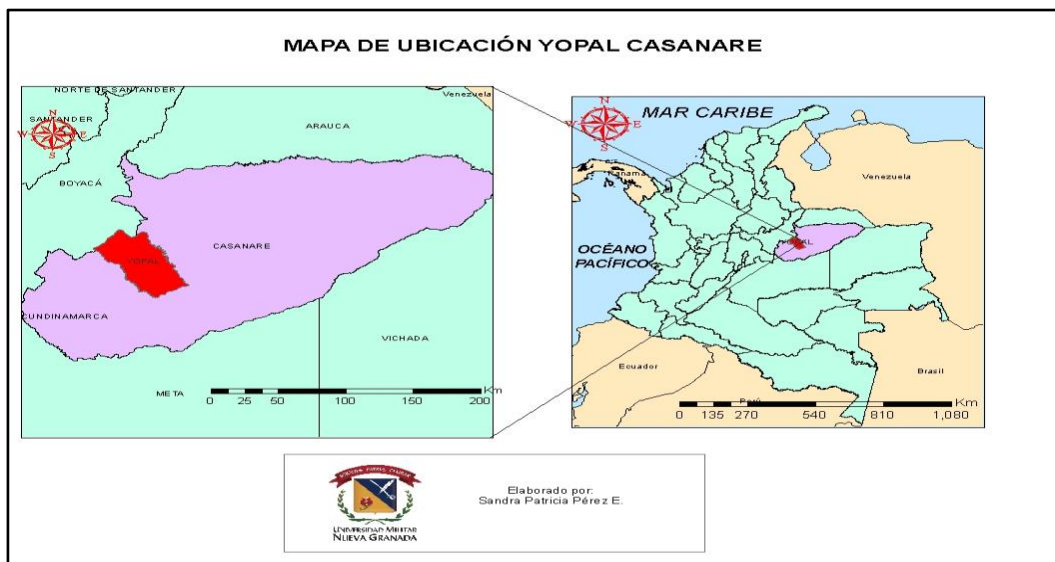 MAPA DE UBICACIÓN YOPAL CASANARE
NORTE DE SANTANDER
Venezuela
SANTANDER
N
W E
S
ARAUCA
BOYACÁ
CASANARE
YOPAL
CUNDINAMARCA
VICHADA
META
Km
0 25 50 100 150 200
MAR CARIBE
N
W E
S
Panamá
Venezuela
YOPAL
OCÉANO
PACÍFICO
Ecuador
Brasil
Perú
Km
0 135 270 540 810 1,080
UNIVERSIDAD MILITAR
NUEVA GRANADA
Elaborado por:
Sandra Patricia Pérez E.